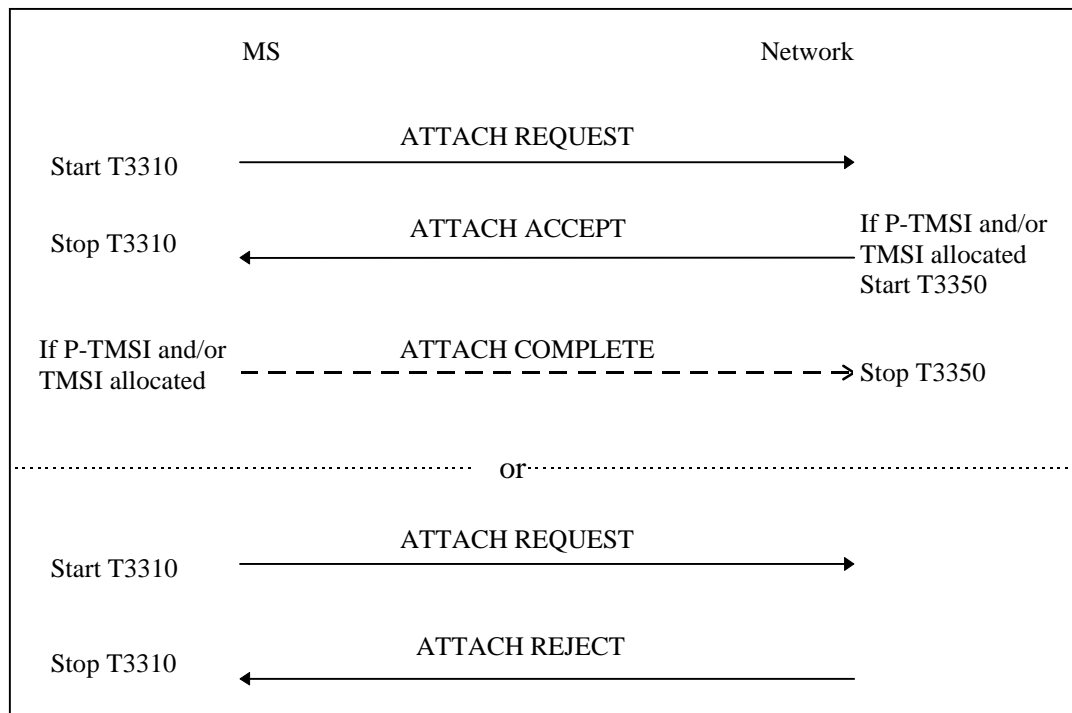 MS Network
ATTACH REQUEST
Start T3310
ATTACH ACCEPT
Stop T3310
If P-TMSI and/or
TMSI allocated
Start T3350
If P-TMSI and/or
TMSI allocated
ATTACH COMPLETE
Stop T3350
or
ATTACH REQUEST
Start T3310
ATTACH REJECT
Stop T3310